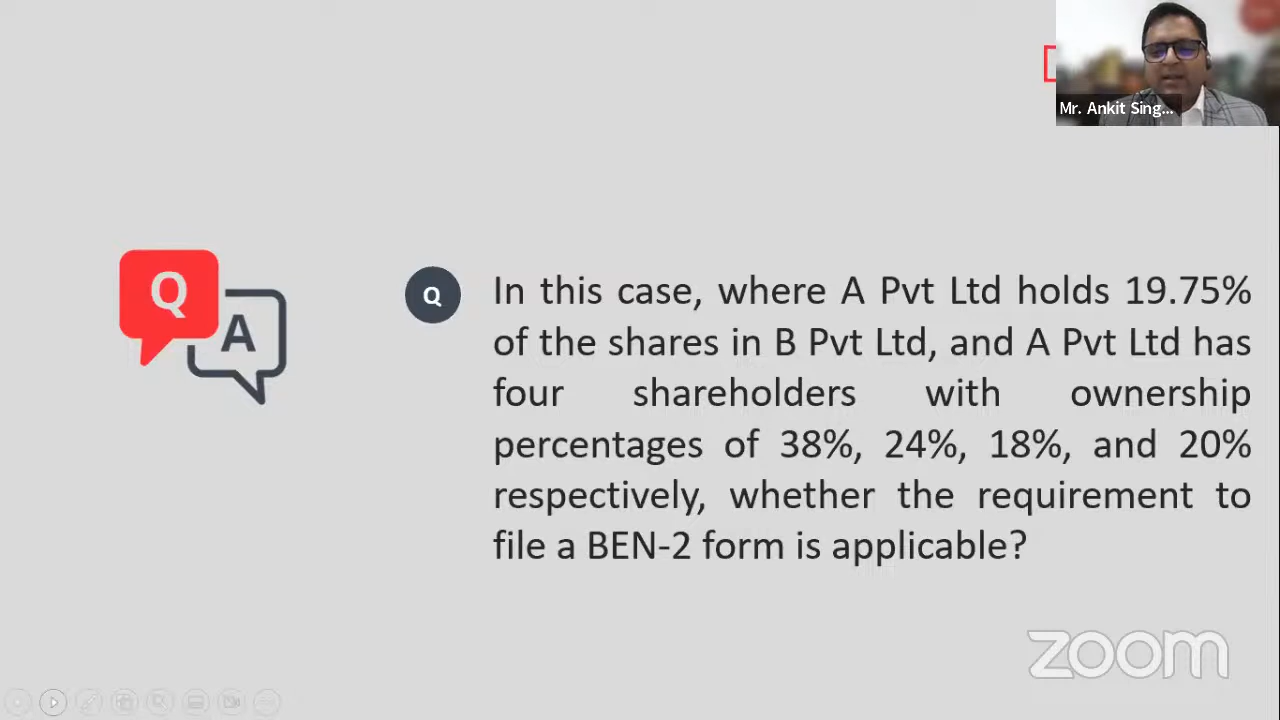 Mr. Ankit Sing...
Q
A
Q
In this case, where A Pvt Ltd holds 19.75%
of the shares in B Pvt Ltd, and A Pvt Ltd has
four shareholders with ownership
percentages of 38%, 24%, 18%, and 20%
respectively, whether the requirement to
file a BEN-2 form is applicable?
zoom